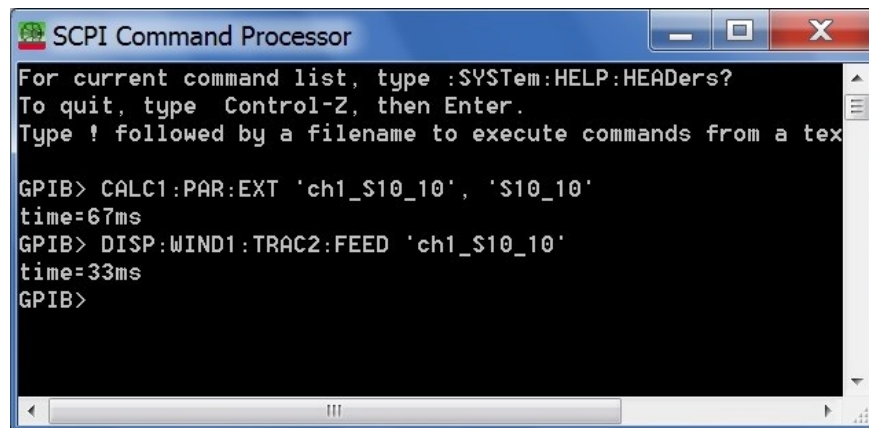 SCPI Command Processor
For current command list, type :SYSTem:HELP:HEADers?
To quit, type Control-Z, then Enter.
Type ! followed by a filename to execute commands from a tex
GPIB> CALC1:PAR:EXT 'ch1_S10_10', 'S10_10'
time=67ms
GPIB> DISP:WIND1:TRAC2:FEED 'ch1_S10_10'
time=33ms
GPIB>